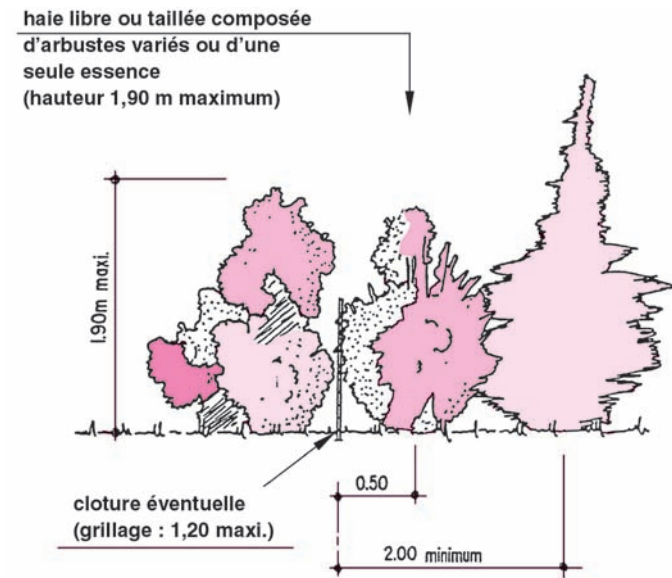 haie libre ou taillée composée
d'arbustes variés ou d'une
seule essence
(hauteur 1,90 m maximum)
1.90m maxi.
cloture éventuelle
(grillage : 1,20 maxi.)
0.50
2.00 minimum